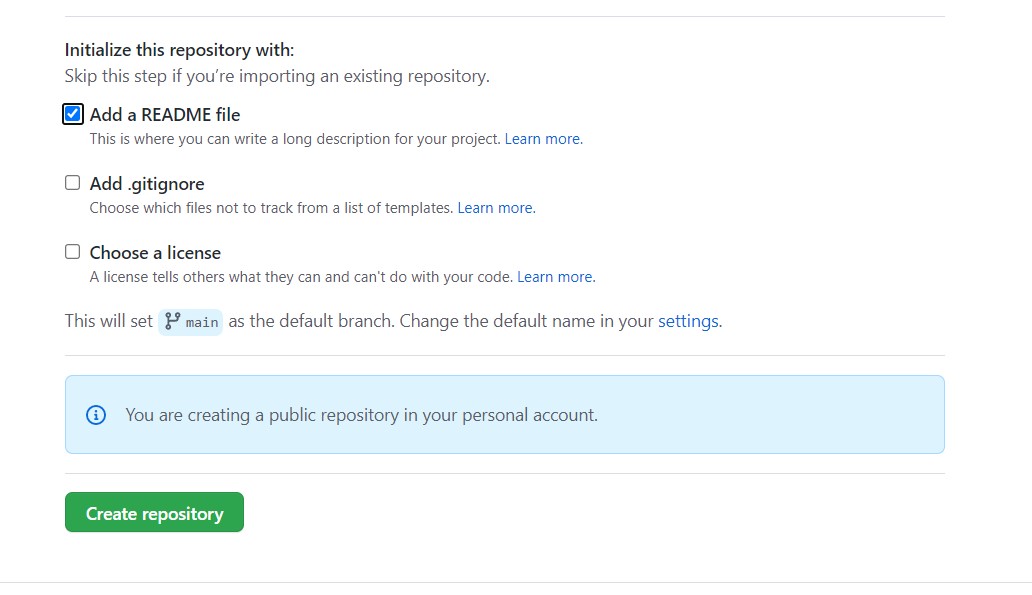 Initialize this repository with:
Skip this step if you’re importing an existing repository.
Add a README file
This is where you can write a long description for your project. Learn more.
Add .gitignore
Choose which files not to track from a list of templates. Learn more.
Choose a license
A license tells others what they can and can't do with your code. Learn more.
This will set main as the default branch. Change the default name in your settings.
You are creating a public repository in your personal account.
Create repository